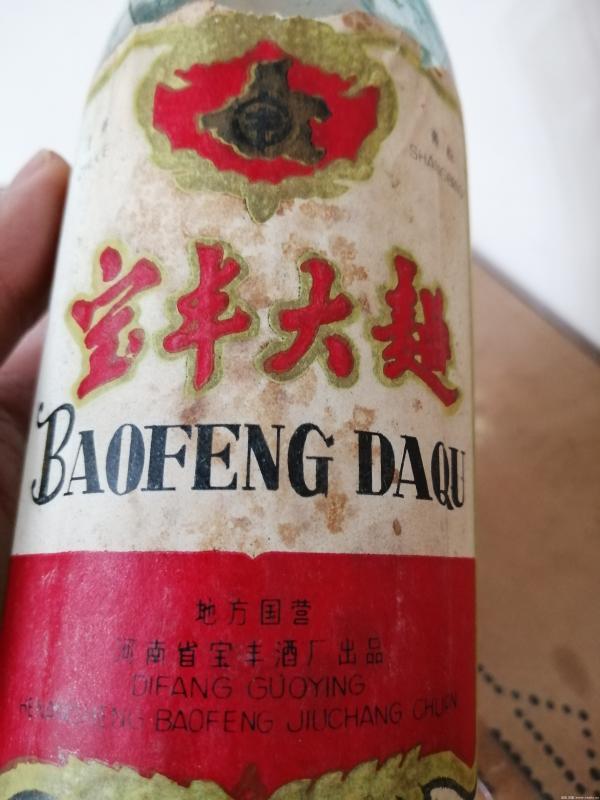 宝丰大麯
BAOFENG DAQU
地方国营
河南省宝丰酒厂出品
DIFANG GUOYING
HENANSHENG BAOFENG JIUCHANG CHUPIN